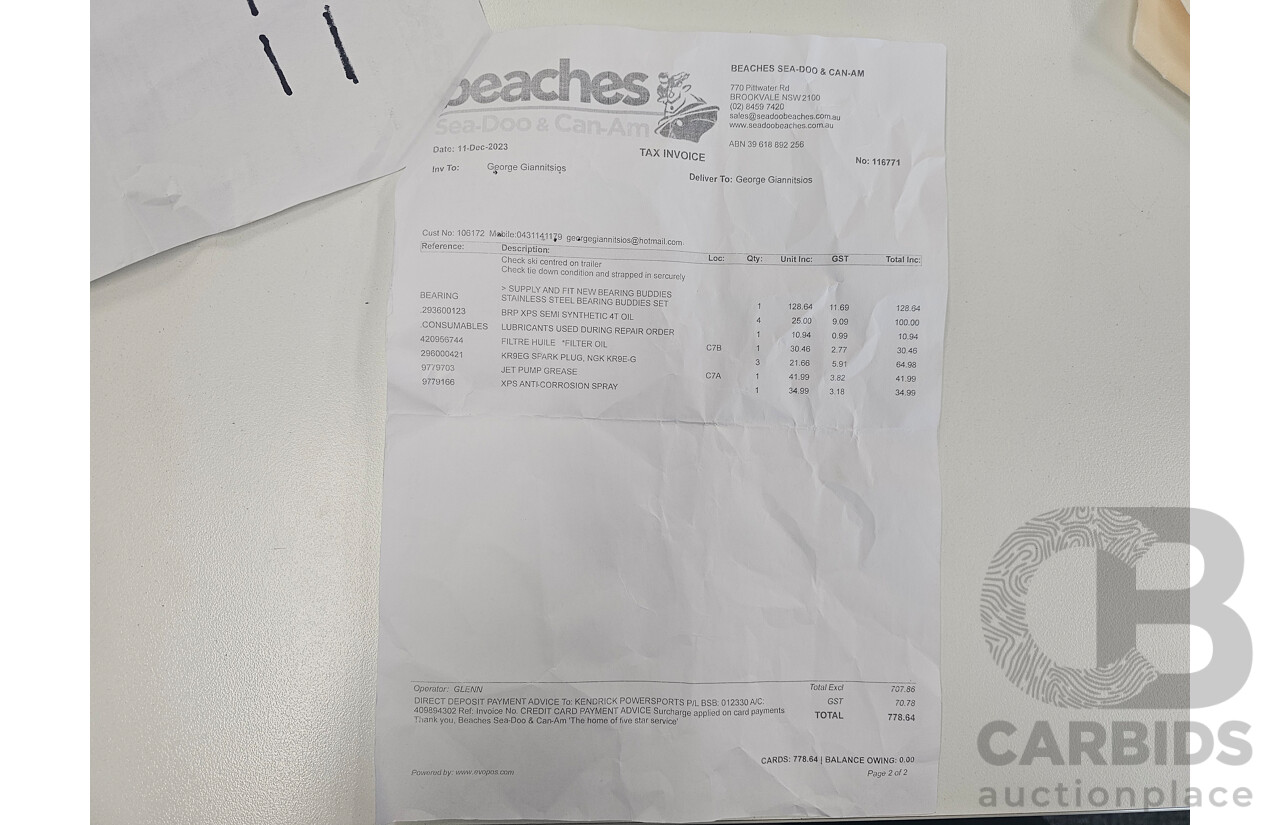 beaches
Sea-Doo & Can-Am
BEACHES SEA-DOO & CAN-AM
770 Pittwater Rd
BROOKVALE NSW 2100
(02) 8459 7420
sales@seadoobeaches.com.au
www.seadoobeaches.com.au
ABN 39 618 892 256
Date: 11-Dec-2023
TAX INVOICE
No: 116771
Inv To: George Giannitsios
Deliver To: George Giannitsios
Cust No: 106172 Mobile:0431141179 georgegiannitsios@hotmail.com
Reference: Description: Loc: Qty: Unit Inc: GST Total Inc:
Check ski centred on trailer
Check tie down condition and strapped in sercurely
> SUPPLY AND FIT NEW BEARING BUDDIES
BEARING STAINLESS STEEL BEARING BUDDIES SET 1 128.64 11.69 128.64
.293600123 BRP XPS SEMI SYNTHETIC 4T OIL 4 25.00 9.09 100.00
.CONSUMABLES LUBRICANTS USED DURING REPAIR ORDER 1 10.94 0.99 10.94
420956744 FILTRE HUILE *FILTER OIL C7B 1 30.46 2.77 30.46
296000421 KR9EG SPARK PLUG, NGK KR9E-G 3 21.66 5.91 64.98
9779703 JET PUMP GREASE C7A 1 41.99 3.82 41.99
9779166 XPS ANTI-CORROSION SPRAY 1 34.99 3.18 34.99
Operator: GLENN Total Excl 707.86
DIRECT DEPOSIT PAYMENT ADVICE To: KENDRICK POWERSPORTS P/L BSB: 012330 A/C: GST 70.78
409894302 Ref: Invoice No. CREDIT CARD PAYMENT ADVICE Surcharge applied on card payments
Thank you, Beaches Sea-Doo & Can-Am 'The home of five star service' TOTAL 778.64
CARDS: 778.64 | BALANCE OWING: 0.00
Powered by: www.evopos.com Page 2 of 2
CB
CARBIDS
auctionplace